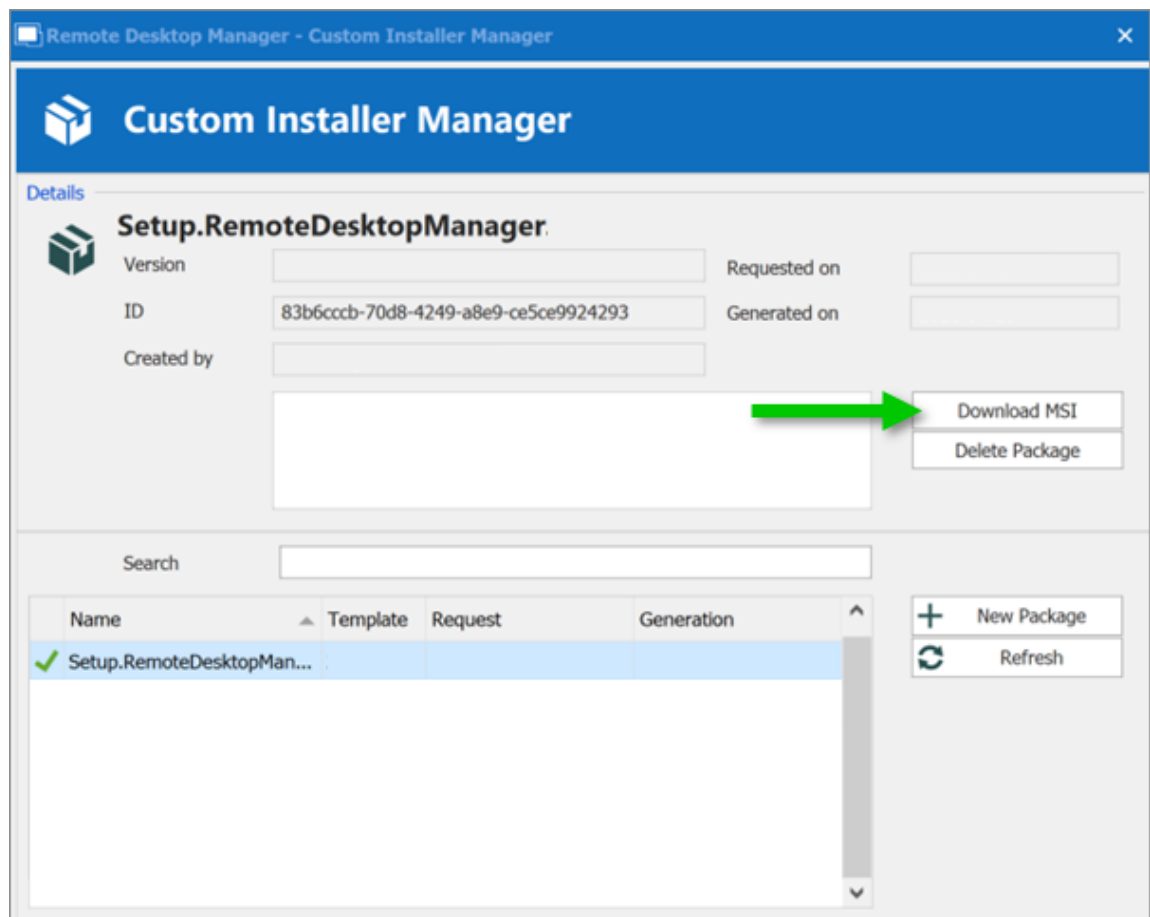 Remote Desktop Manager - Custom Installer Manager
Custom Installer Manager
Details
Setup.RemoteDesktopManager.
Version
Requested on
ID
83b6cccb-70d8-4249-a8e9-ce5ce9924293
Generated on
Created by
Download MSI
Delete Package
Search
Name
Template
Request
Generation
New Package
Setup.RemoteDesktopMan...
Refresh